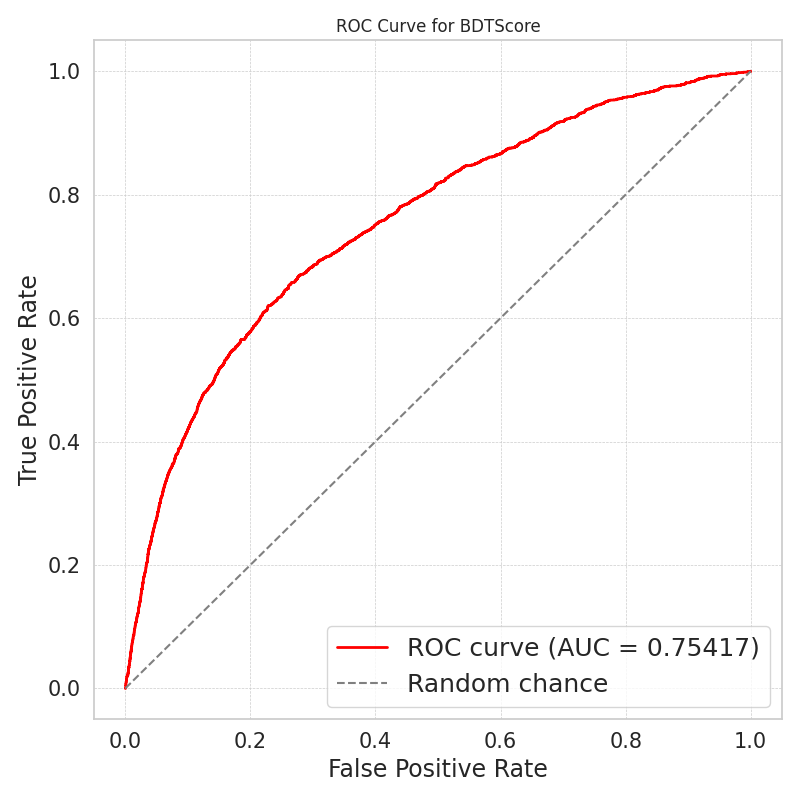 ROC Curve for BDTScore
1.0
0.8
0.6
0.4
0.2
0.0
True Positive Rate
ROC curve (AUC = 0.75417)
Random chance
0.0 0.2 0.4 0.6 0.8 1.0
False Positive Rate